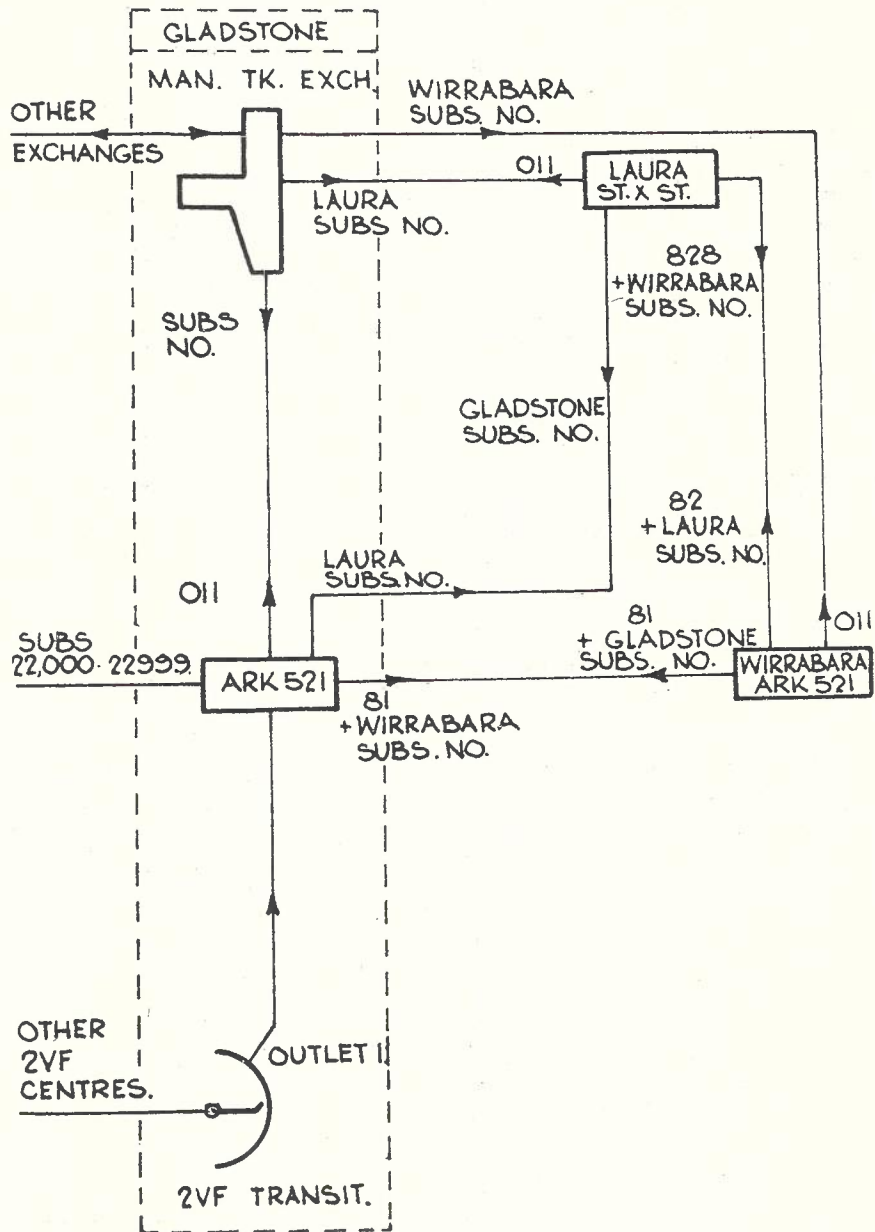 GLADSTONE
MAN. TK. EXCH.
OTHER
EXCHANGES
WIRRABARA
SUBS. NO.
LAURA
SUBS NO.
011
LAURA
ST. X ST.
828
+WIRRABARA
SUBS. NO.
SUBS
NO.
GLADSTONE
SUBS. NO.
82
+ LAURA
SUBS. NO.
LAURA
SUBS. NO.
011
81
+ GLADSTONE
SUBS. NO.
011
SUBS
22,000-22999.
ARK 521
WIRRABARA
ARK 521
81
+WIRRABARA
SUBS. NO.
OTHER
2VF
CENTRES.
OUTLET 1.
2VF TRANSIT.